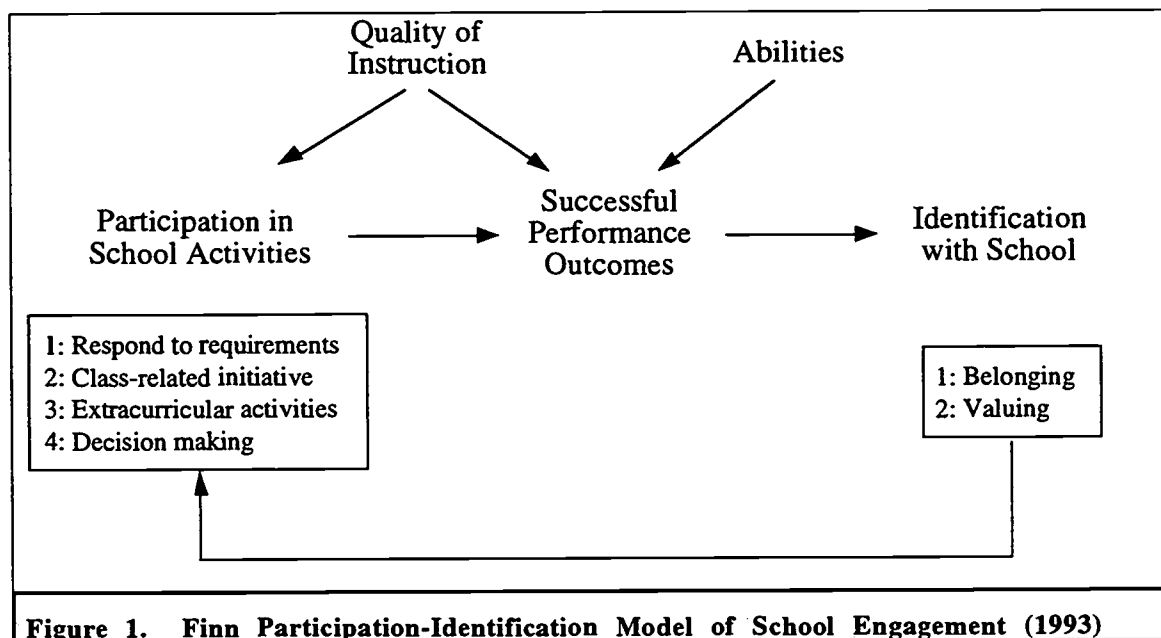 Quality of
Instruction
Abilities
Participation in
School Activities
Successful
Performance
Outcomes
Identification
with School
1: Respond to requirements
2: Class-related initiative
3: Extracurricular activities
4: Decision making
1: Belonging
2: Valuing
Figure 1. Finn Participation-Identification Model of School Engagement (1993)